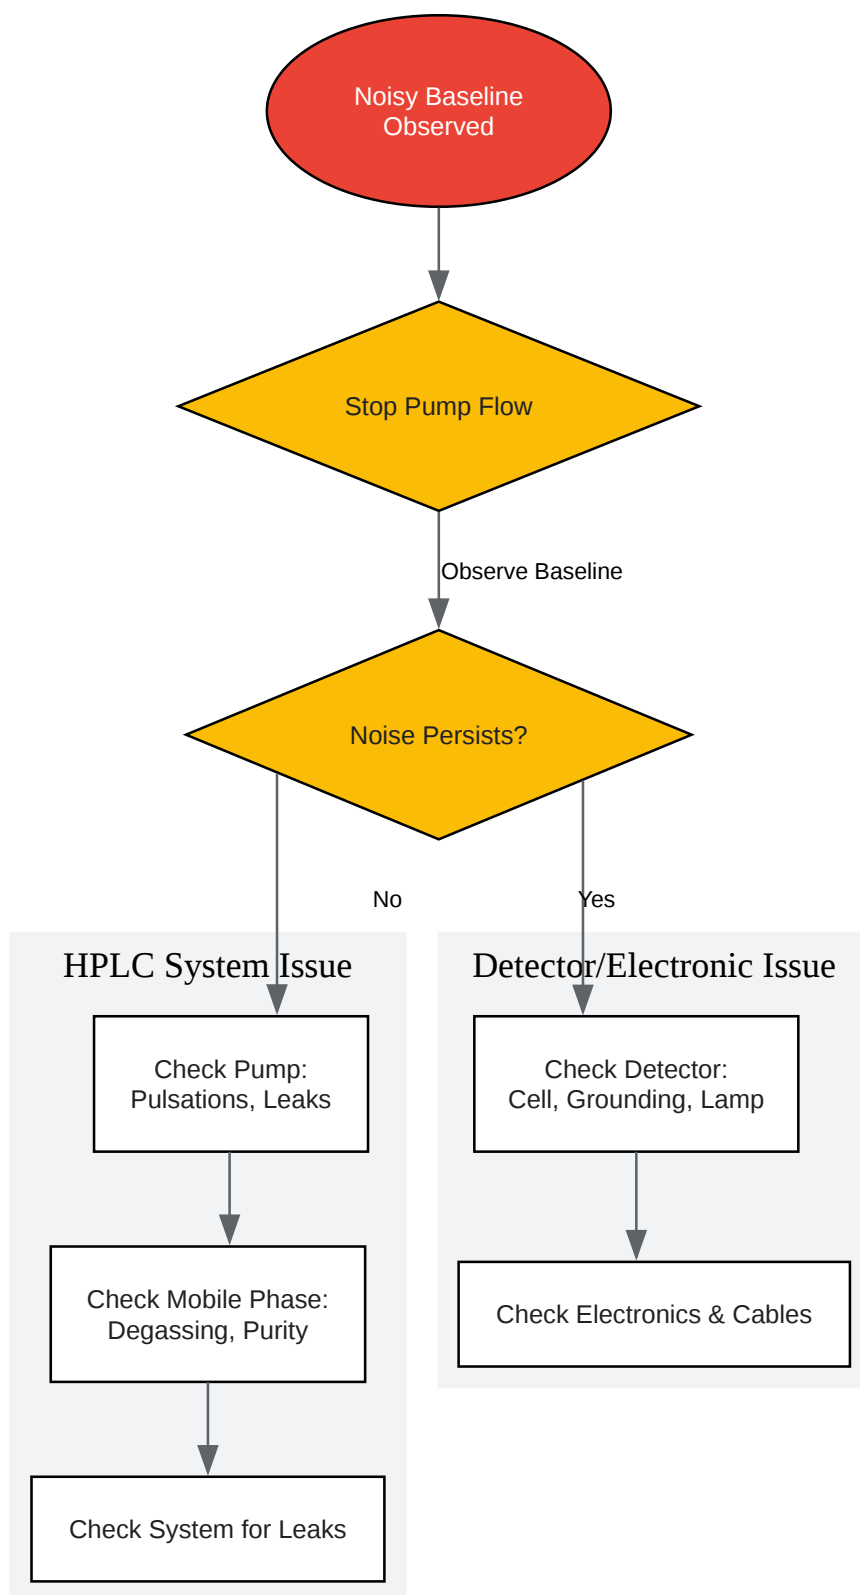 Noisy Baseline
Observed
Stop Pump Flow
Observe Baseline
Noise Persists?
No
Yes
HPLC System Issue
Detector/Electronic Issue
Check Pump:
Pulsations, Leaks
Check Detector:
Cell, Grounding, Lamp
Check Mobile Phase:
Degassing, Purity
Check Electronics & Cables
Check System for Leaks